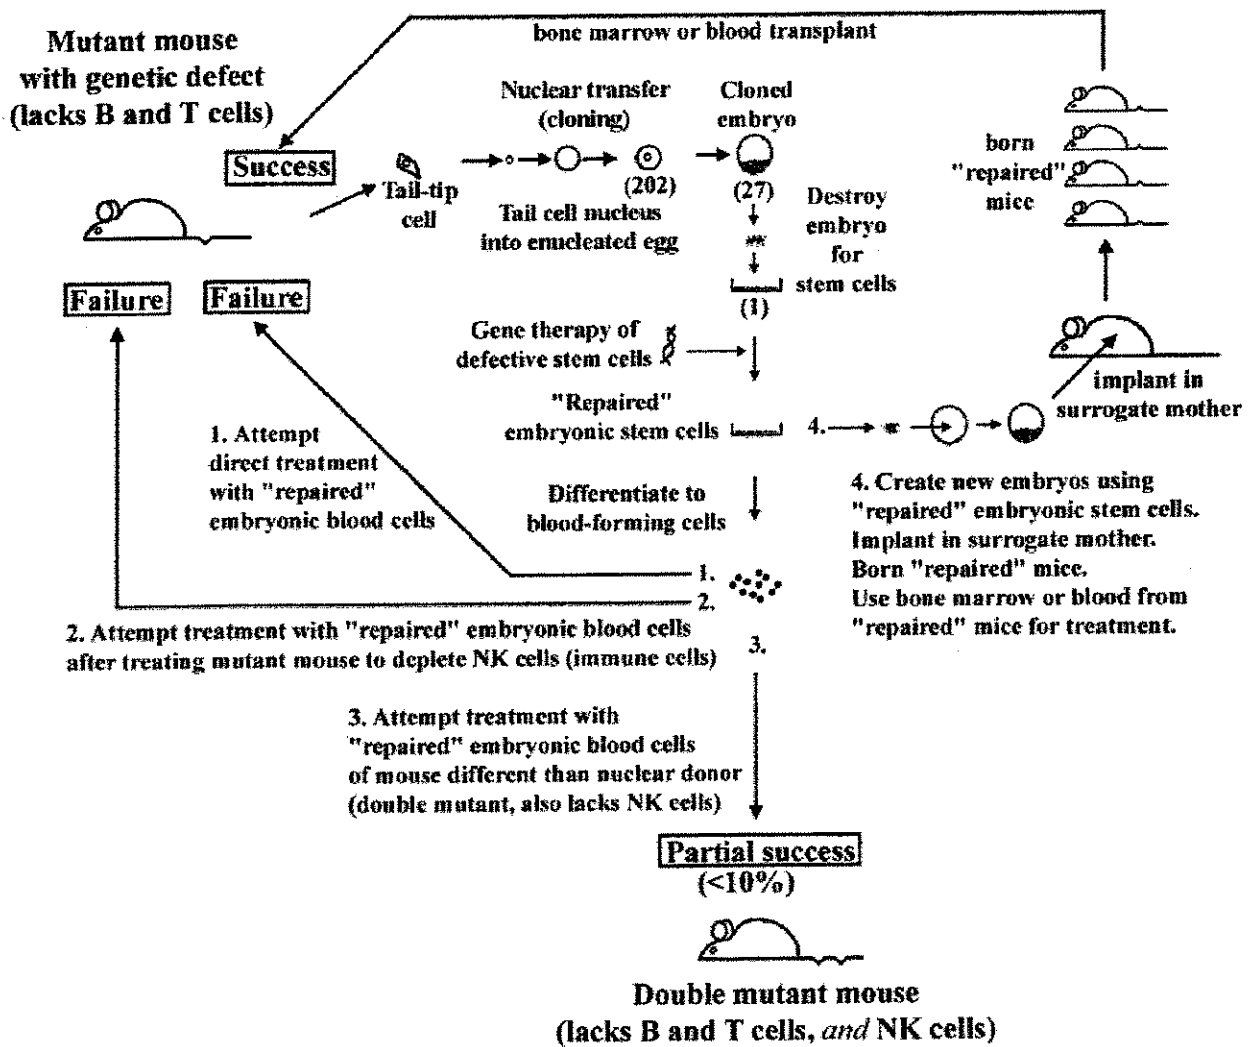 bone marrow or blood transplant
Mutant mouse
with genetic defect
(lacks B and T cells)
Success
Tail-tip
cell
Nuclear transfer
(cloning)
(202)
Tail cell nucleus
into enucleated egg
Cloned
embryo
(27)
Destroy
embryo
for
stem cells
(1)
born
"repaired"
mice
Failure
Failure
Gene therapy of
defective stem cells
"Repaired"
embryonic stem cells
4.
implant in
surrogate mother
1. Attempt
direct treatment
with "repaired"
embryonic blood cells
Differentiate to
blood-forming cells
4. Create new embryos using
"repaired" embryonic stem cells.
Implant in surrogate mother.
Born "repaired" mice.
Use bone marrow or blood from
"repaired" mice for treatment.
1.
2.
2. Attempt treatment with "repaired" embryonic blood cells
after treating mutant mouse to deplete NK cells (immune cells)
3.
3. Attempt treatment with
"repaired" embryonic blood cells
of mouse different than nuclear donor
(double mutant, also lacks NK cells)
Partial success
(<10%)
Double mutant mouse
(lacks B and T cells, and NK cells)